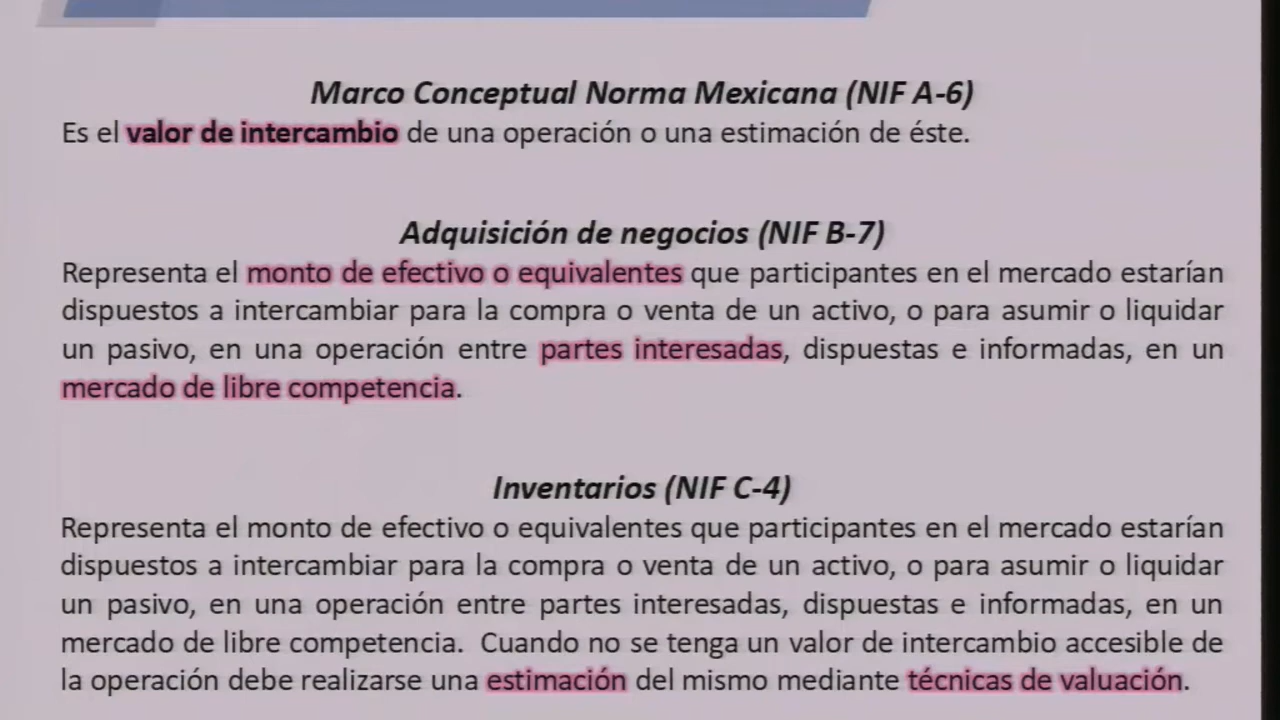 Marco Conceptual Norma Mexicana (NIF A-6)
Es el valor de intercambio de una operación o una estimación de éste.
Adquisición de negocios (NIF B-7)
Representa el monto de efectivo o equivalentes que participantes en el mercado estarían
dispuestos a intercambiar para la compra o venta de un activo, o para asumir o liquidar
un pasivo, en una operación entre partes interesadas, dispuestas e informadas, en un
mercado de libre competencia.
Inventarios (NIF C-4)
Representa el monto de efectivo o equivalentes que participantes en el mercado estarían
dispuestos a intercambiar para la compra o venta de un activo, o para asumir o liquidar
un pasivo, en una operación entre partes interesadas, dispuestas e informadas, en un
mercado de libre competencia. Cuando no se tenga un valor de intercambio accesible de
la operación debe realizarse una estimación del mismo mediante técnicas de valuación.